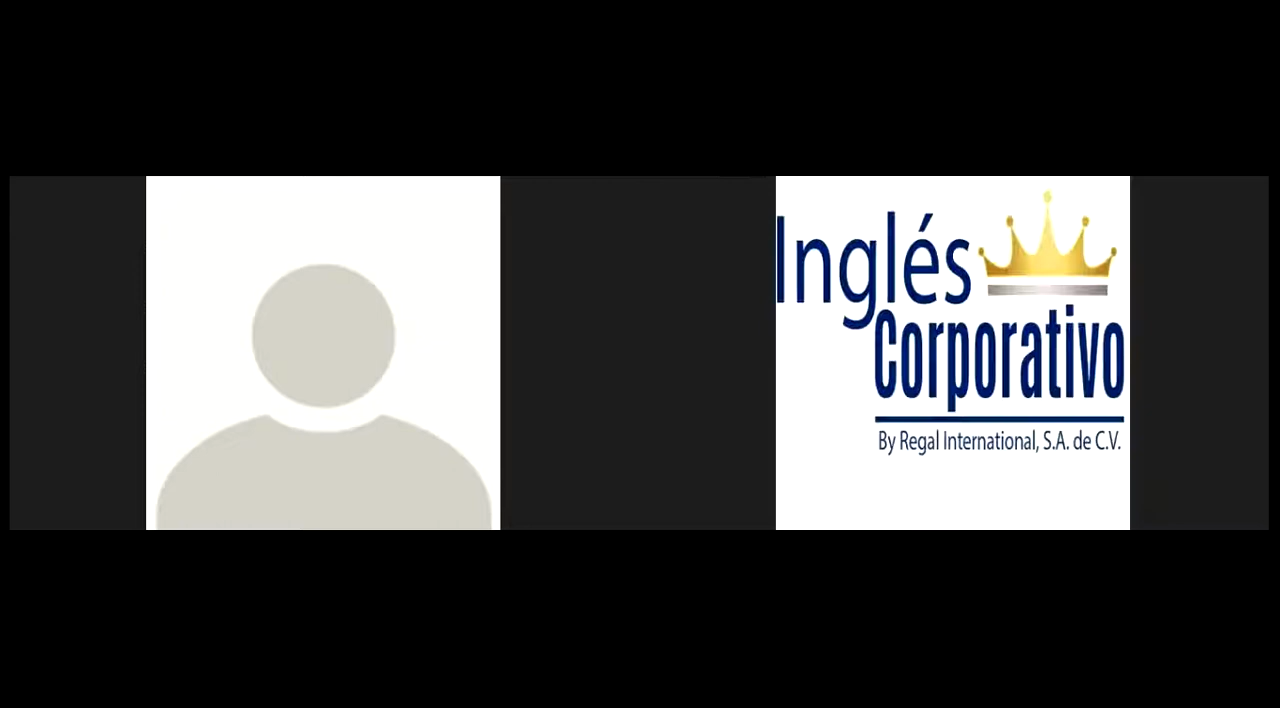 Inglés
Corporativo
By Regal International, S.A. de C.V.